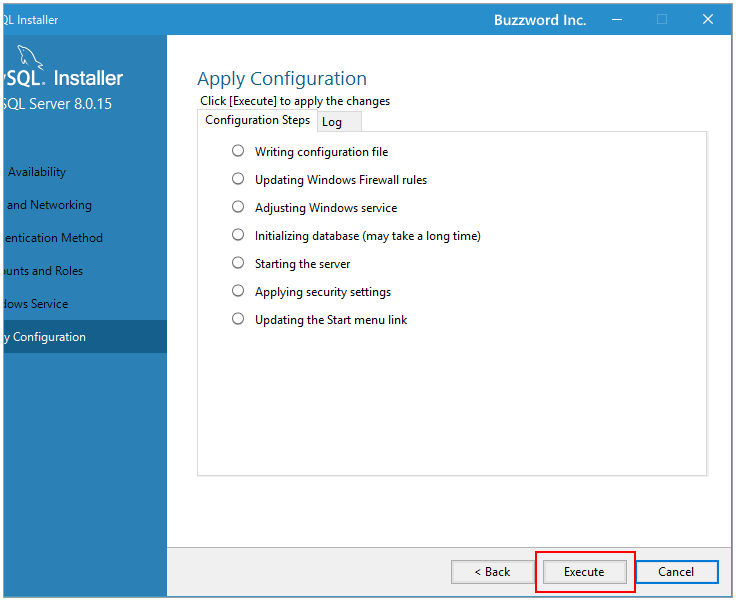 QL Installer
Buzzword Inc.
SQL. Installer
SQL Server 8.0.15
Availability
and Networking
entication Method
ounts and Roles
dows Service
y Configuration
Apply Configuration
Click [Execute] to apply the changes
Configuration Steps
Log
Writing configuration file
Updating Windows Firewall rules
Adjusting Windows service
Initializing database (may take a long time)
Starting the server
Applying security settings
Updating the Start menu link
< Back
Execute
Cancel